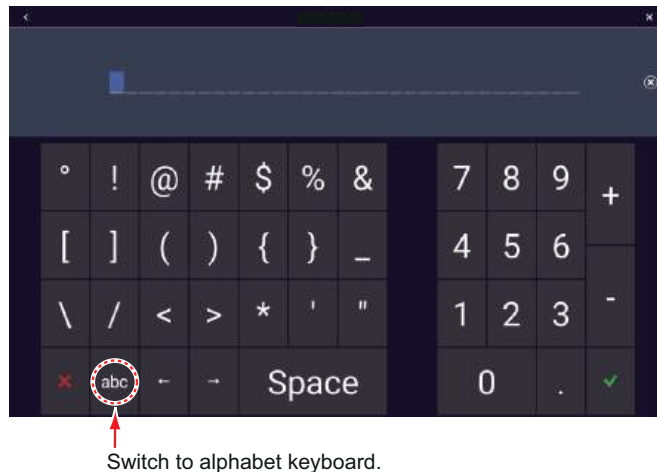 ° ! @ # $ % & 7 8 9 +
[ ] ( ) { } _ 4 5 6
\ / < > * ' " 1 2 3 -
abc ← → Space 0 .
Switch to alphabet keyboard.